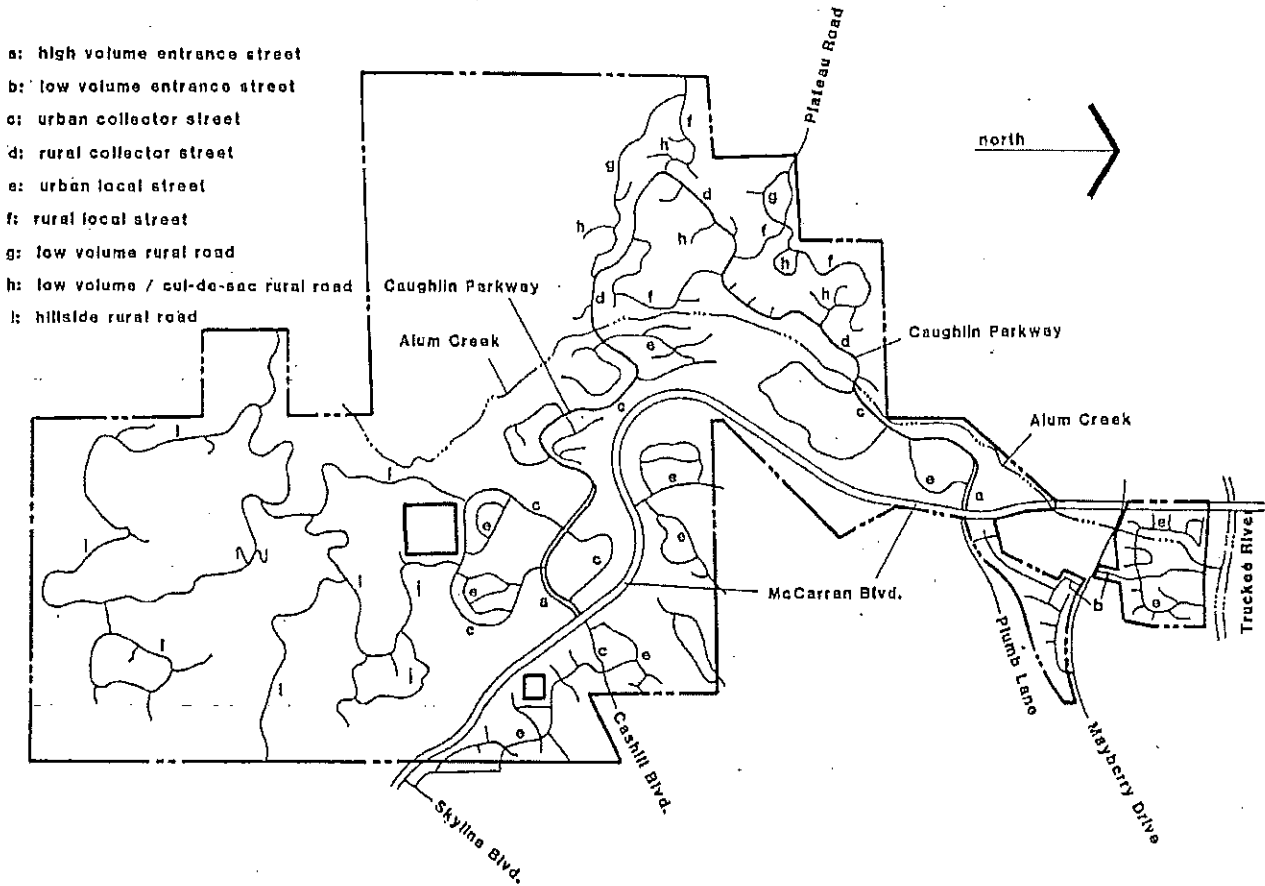 a: high volume entrance street
b: low volume entrance street
c: urban collector street
d: rural collector street
e: urban local street
f: rural local street
g: low volume rural road
h: low volume / cul-de-sac rural road
i: hillside rural road
north
Plateau Road
Caughlin Parkway
Alum Creek
Caughlin Parkway
Alum Creek
McCarran Blvd.
Plumb Lane
Mayberry Drive
Truckee River
Cashill Blvd.
Skyline Blvd.
f
h
g
d
g
h
h
f
h
f
h
d
f
d
e
c
c
i
e
e
a
i
e
c
e
b
e
i
e
c
a
c
i
i
i
i
i
c
e
e